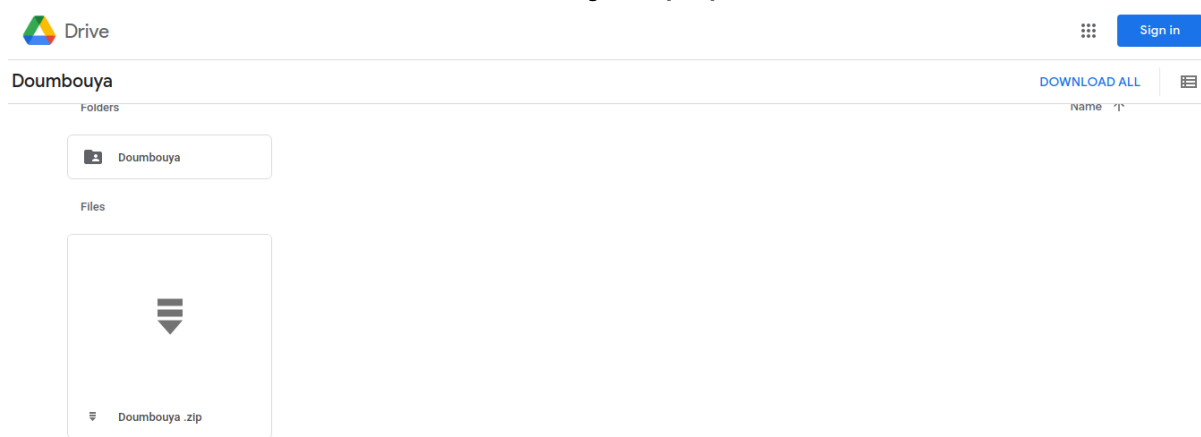 Drive
Sign in
Doumbouya
DOWNLOAD ALL
Folders
Name
Doumbouya
Files
Doumbouya .zip